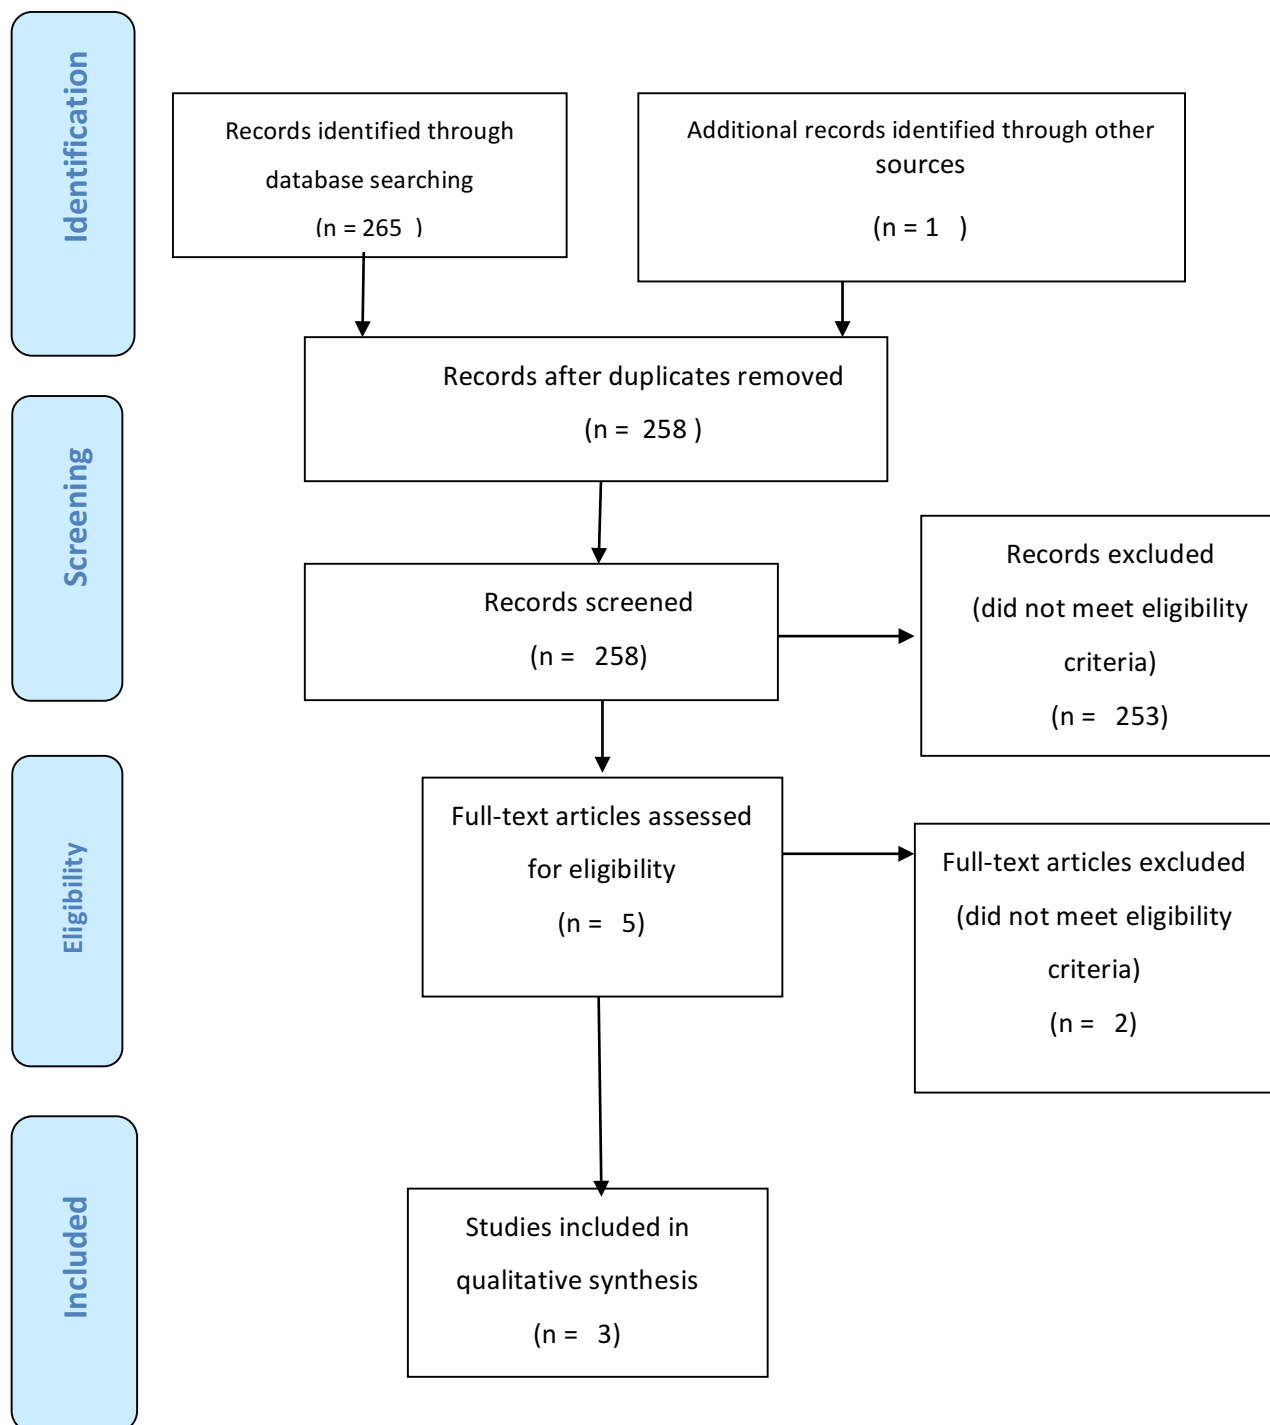 Identification
Records identified through
database searching
(n = 265 )
Additional records identified through other
sources
(n = 1 )
Records after duplicates removed
(n = 258 )
Screening
Records screened
(n = 258)
Records excluded
(did not meet eligibility
criteria)
(n = 253)
Eligibility
Full-text articles assessed
for eligibility
(n = 5)
Full-text articles excluded
(did not meet eligibility
criteria)
(n = 2)
Included
Studies included in
qualitative synthesis
(n = 3)